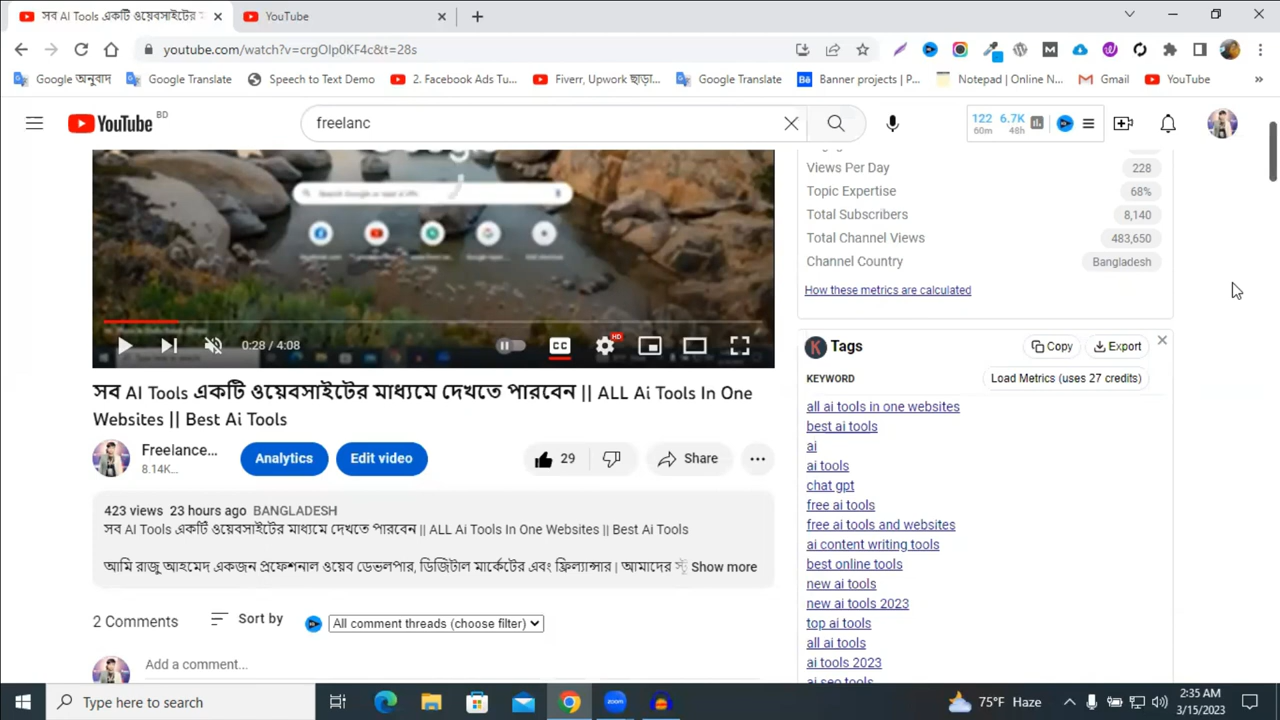 সব AI Tools একটি ওয়েবসাইটের ম
YouTube
youtube.com/watch?v=crgOlp0KF4c&t=28s
Google অনুবাদ
Google Translate
Speech to Text Demo
2. Facebook Ads Tu...
Fiverr, Upwork ছাড়া...
Google Translate
Banner projects | P...
Notepad | Online N...
Gmail
YouTube
YouTube BD
freelanc
122 6.7K
60m 48h
Views Per Day 228
Topic Expertise 68%
Total Subscribers 8,140
Total Channel Views 483,650
Channel Country Bangladesh
How these metrics are calculated
0:28 / 4:08
CC
HD
সব AI Tools একটি ওয়েবসাইটের মাধ্যমে দেখতে পারবেন || ALL Ai Tools In One
Websites || Best Ai Tools
Freelance...
8.14K...
Analytics
Edit video
29
Share
423 views 23 hours ago BANGLADESH
সব AI Tools একটি ওয়েবসাইটের মাধ্যমে দেখতে পারবেন || ALL Ai Tools In One Websites || Best Ai Tools
আমি রাজু আহমেদ একজন প্রফেশনাল ওয়েব ডেভলপার, ডিজিটাল মার্কেটের এবং ফ্রিল্যান্সার। আমাদের Show more
2 Comments
Sort by
All comment threads (choose filter)
Add a comment...
K Tags
Copy
Export
KEYWORD
Load Metrics (uses 27 credits)
all ai tools in one websites
best ai tools
ai
ai tools
chat gpt
free ai tools
free ai tools and websites
ai content writing tools
best online tools
new ai tools
new ai tools 2023
top ai tools
all ai tools
ai tools 2023
ai seo tools
Type here to search
zoom
75°F Haze
2:35 AM
3/15/2023